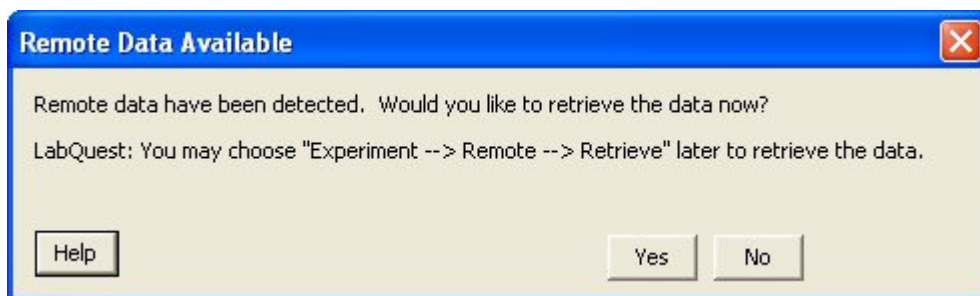 Remote Data Available
Remote data have been detected.  Would you like to retrieve the data now?
LabQuest: You may choose "Experiment --> Remote --> Retrieve" later to retrieve the data.
Help
Yes
No